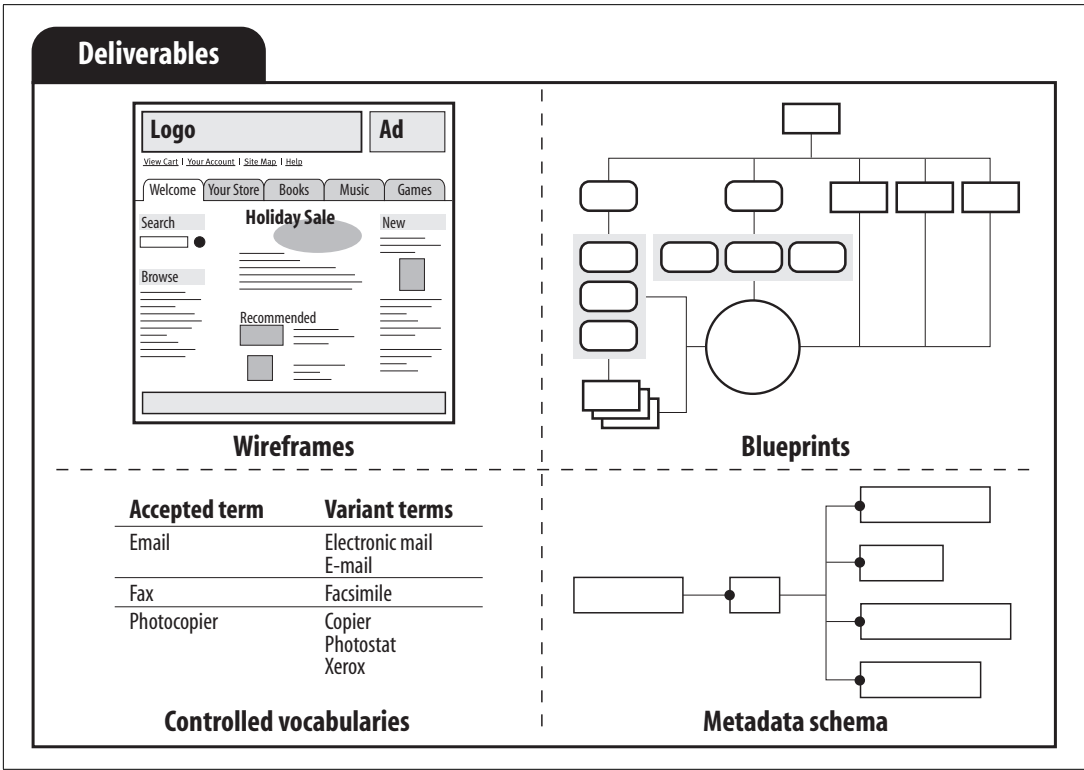 Deliverables
Logo
Ad
View Cart | Your Account | Site Map | Help
Welcome
Your Store
Books
Music
Games
Search
Holiday Sale
New
Browse
Recommended
Wireframes
Blueprints
Accepted term Variant terms
Email Electronic mail
E-mail
Fax Facsimile
Photocopier Copier
Photostat
Xerox
Controlled vocabularies
Metadata schema